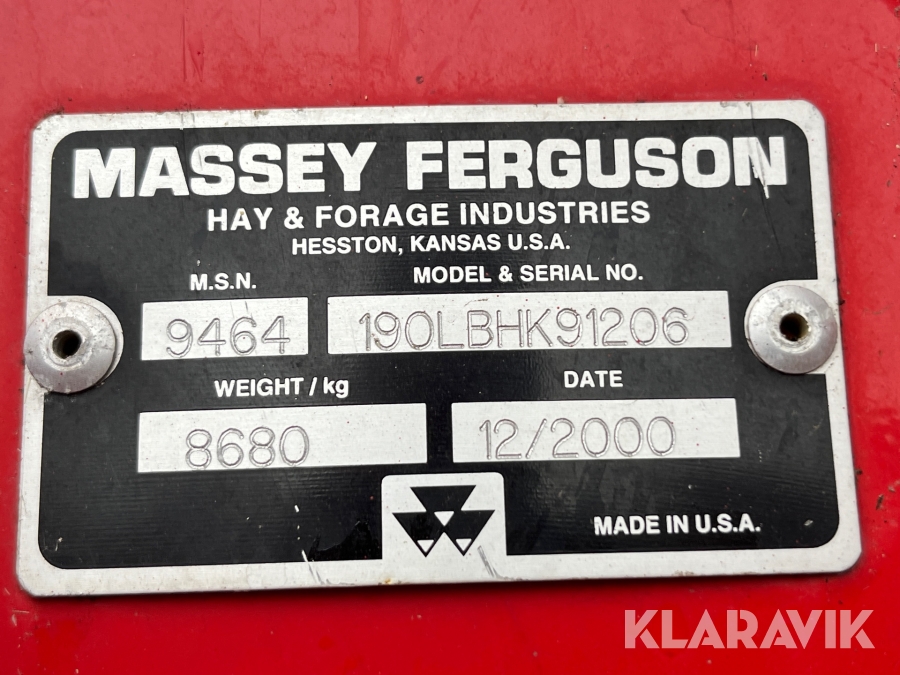 MASSEY FERGUSON
HAY & FORAGE INDUSTRIES
HESSTON, KANSAS U.S.A.
M.S.N. MODEL & SERIAL NO.
9464 190LBHK91206
WEIGHT/kg DATE
8680 12/2000
MADE IN U.S.A.
KLARAVIK